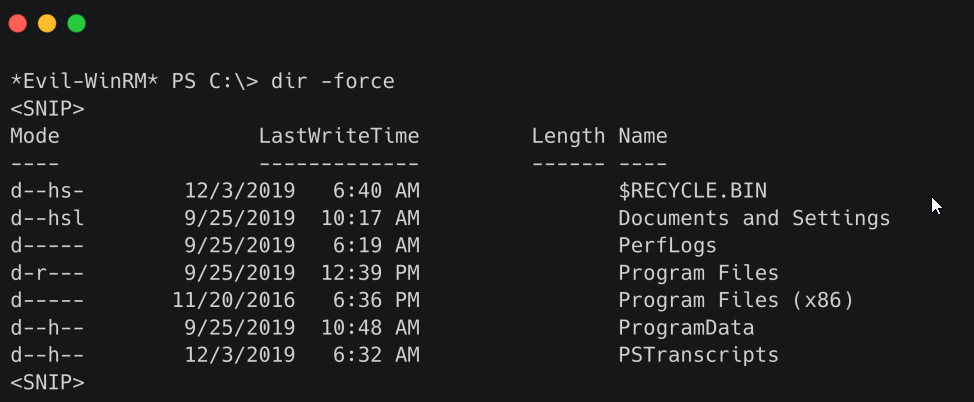 *Evil-WinRM* PS C:\> dir -force
<SNIP>
Mode                LastWriteTime         Length Name
----                -------------         ------ ----
d--hs-        12/3/2019   6:40 AM                $RECYCLE.BIN
d--hsl        9/25/2019  10:17 AM                Documents and Settings
d-----        9/25/2019   6:19 AM                PerfLogs
d-r---        9/25/2019  12:39 PM                Program Files
d-----       11/20/2016   6:36 PM                Program Files (x86)
d--h--        9/25/2019  10:48 AM                ProgramData
d--h--        12/3/2019   6:32 AM                PSTranscripts
<SNIP>